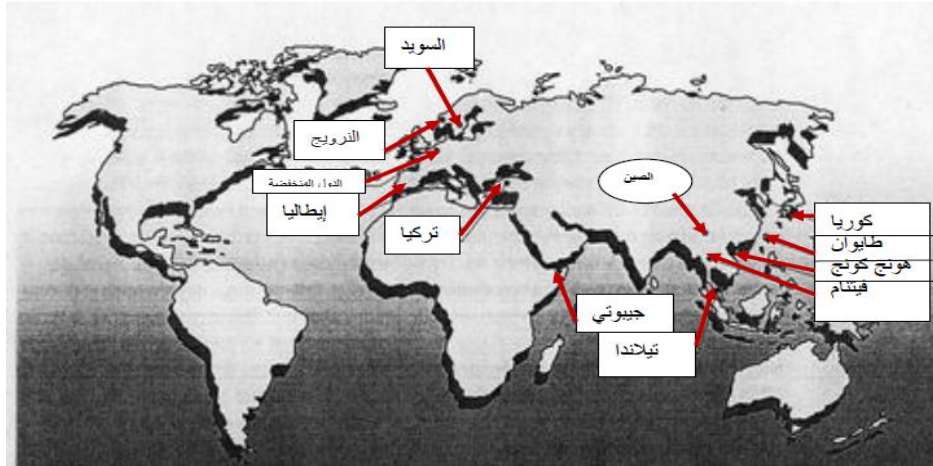 السويد
النرويج
الدول المنخفضة
إيطاليا
تركيا
الصين
كوريا
طايوان
هونج كونج
فيتنام
جيبوتي
تيلاندا